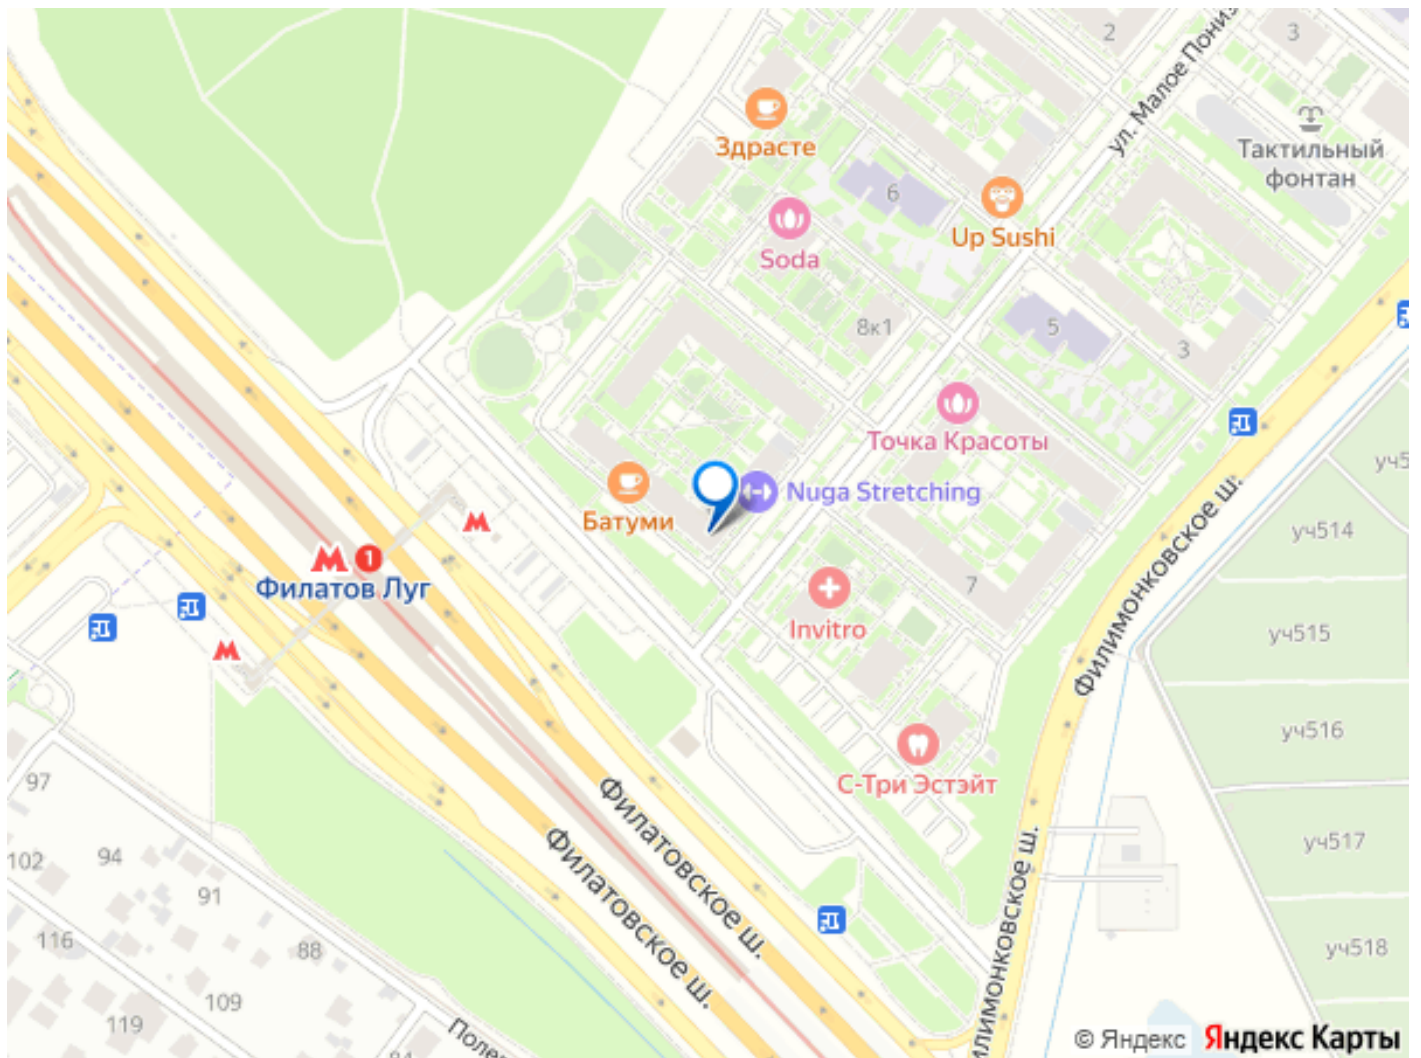 2
3
ул. Малое Пониз
Здрасте
Тактильный
фонтан
6
Up Sushi
Soda
8к1
5
3
Точка Красоты
уч5
Nuga Stretching
Батуми
уч514
М 1
М
Филатов Луг
7
Филимонковское ш.
Invitro
уч515
М
уч516
С-Три Эстэйт
97
Филатовское ш.
Филатовское ш.
102
94
91
уч517
Филимонковское ш.
116
88
уч518
109
119
Полев
© Яндекс Яндекс Карты